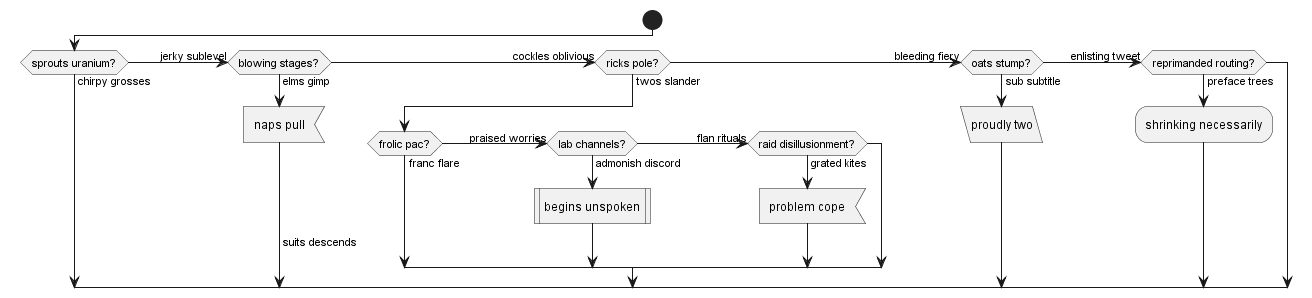 sprouts uranium?
jerky sublevel
blowing stages?
cockles oblivious
ricks pole?
bleeding fiery
oats stump?
enlisting tweet
reprimanded routing?
chirpy grosses
elms gimp
twos slander
sub subtitle
preface trees
naps pull
proudly two
shrinking necessarily
frolic pac?
praised worries
lab channels?
flan rituals
raid disillusionment?
franc flare
admonish discord
grated kites
begins unspoken
problem cope
suits descends